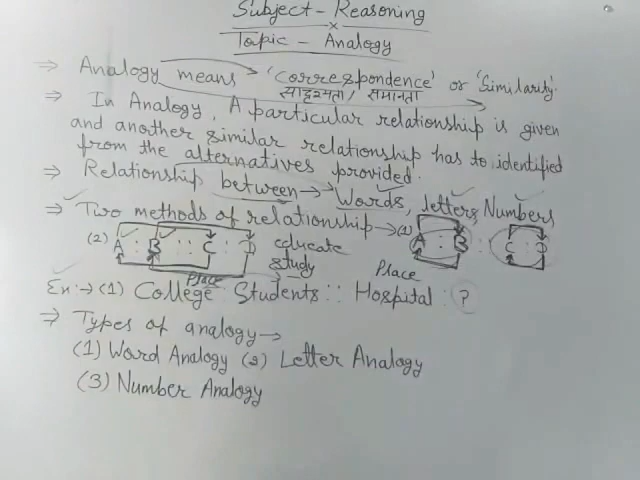 Subject - Reasoning
×
Topic - Analogy
⇒ Analogy means → 'Correspondence' or 'Similarity'.
साद्दश्यता / समानता
⇒ In Analogy, A particular relationship is given
and another similar relationship has to identified
from the alternatives provided.
⇒ Relationship between → Words, letters, Numbers
⇒ Two methods of relationship → (1) A : B : : C : D
(2) A : B : : C : D educate
study
Place Place
Ex: → (1) College : Students : : Hospital : ?
⇒ Types of analogy →
(1) Word Analogy (2) Letter Analogy
(3) Number Analogy